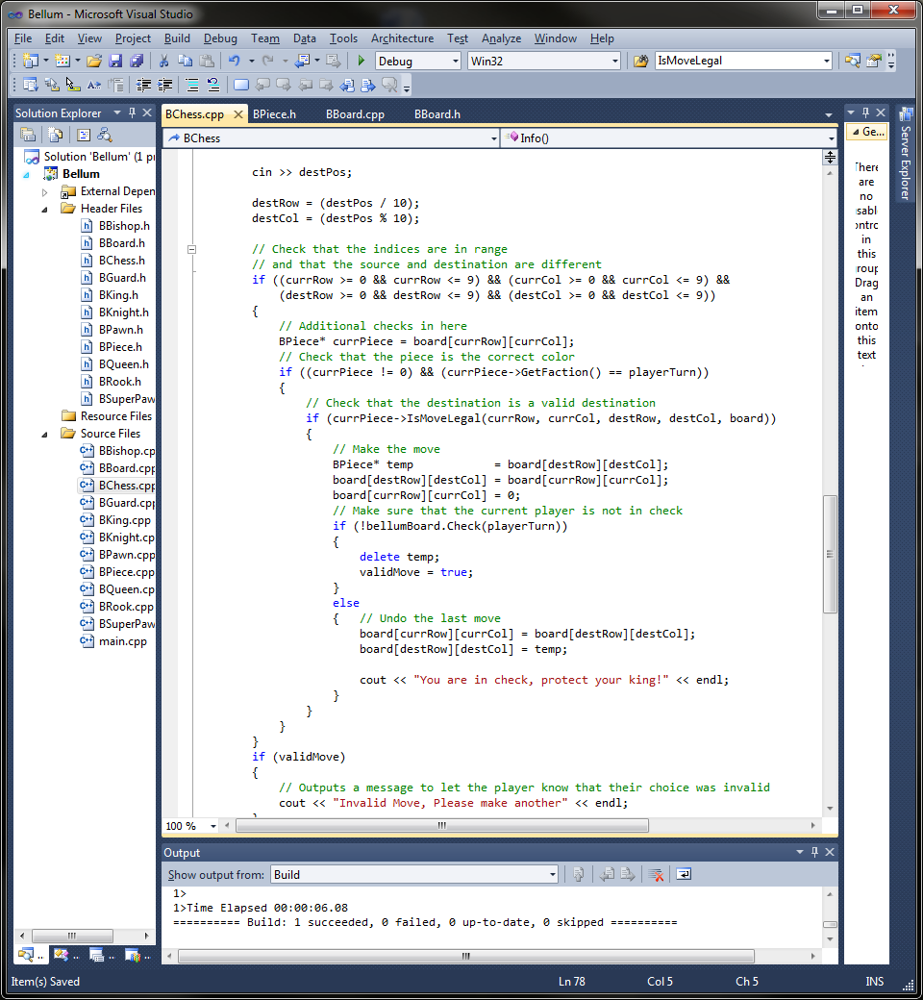 Bellum - Microsoft Visual Studio
File Edit View Project Build Debug Team Data Tools Architecture Test Analyze Window Help
Debug Win32 IsMoveLegal
Solution Explorer
Solution 'Bellum' (1 pr
Bellum
External Depen
Header Files
BBishop.h
BBoard.h
BChess.h
BGuard.h
BKing.h
BKnight.h
BPawn.h
BPiece.h
BQueen.h
BRook.h
BSuperPaw
Resource Files
Source Files
BBishop.cp
BBoard.cpp
BChess.cpp
BGuard.cpp
BKing.cpp
BKnight.cp
BPawn.cpp
BPiece.cpp
BQueen.cp
BRook.cpp
BSuperPaw
main.cpp
BChess.cpp BPiece.h BBoard.cpp BBoard.h
BChess Info()
cin >> destPos;
destRow = (destPos / 10);
destCol = (destPos % 10);
// Check that the indices are in range
// and that the source and destination are different
if ((currRow >= 0 && currRow <= 9) && (currCol >= 0 && currCol <= 9) &&
(destRow >= 0 && destRow <= 9) && (destCol >= 0 && destCol <= 9))
{
// Additional checks in here
BPiece* currPiece = board[currRow][currCol];
// Check that the piece is the correct color
if ((currPiece != 0) && (currPiece->GetFaction() == playerTurn))
{
// Check that the destination is a valid destination
if (currPiece->IsMoveLegal(currRow, currCol, destRow, destCol, board))
{
// Make the move
BPiece* temp = board[destRow][destCol];
board[destRow][destCol] = board[currRow][currCol];
board[currRow][currCol] = 0;
// Make sure that the current player is not in check
if (!bellumBoard.Check(playerTurn))
{
delete temp;
validMove = true;
}
else
{ // Undo the last move
board[currRow][currCol] = board[destRow][destCol];
board[destRow][destCol] = temp;
cout << "You are in check, protect your king!" << endl;
}
}
}
}
if (validMove)
{
// Outputs a message to let the player know that their choice was invalid
cout << "Invalid Move, Please make another" << endl;
100 %
Output
Show output from: Build
1>
1>Time Elapsed 00:00:06.08
========== Build: 1 succeeded, 0 failed, 0 up-to-date, 0 skipped ==========
Ge...
There
are
no
usabl
ontro
in
this
group
Drag
an
item
onto
this
text
Server Explorer
Item(s) Saved Ln 78 Col 5 Ch 5 INS